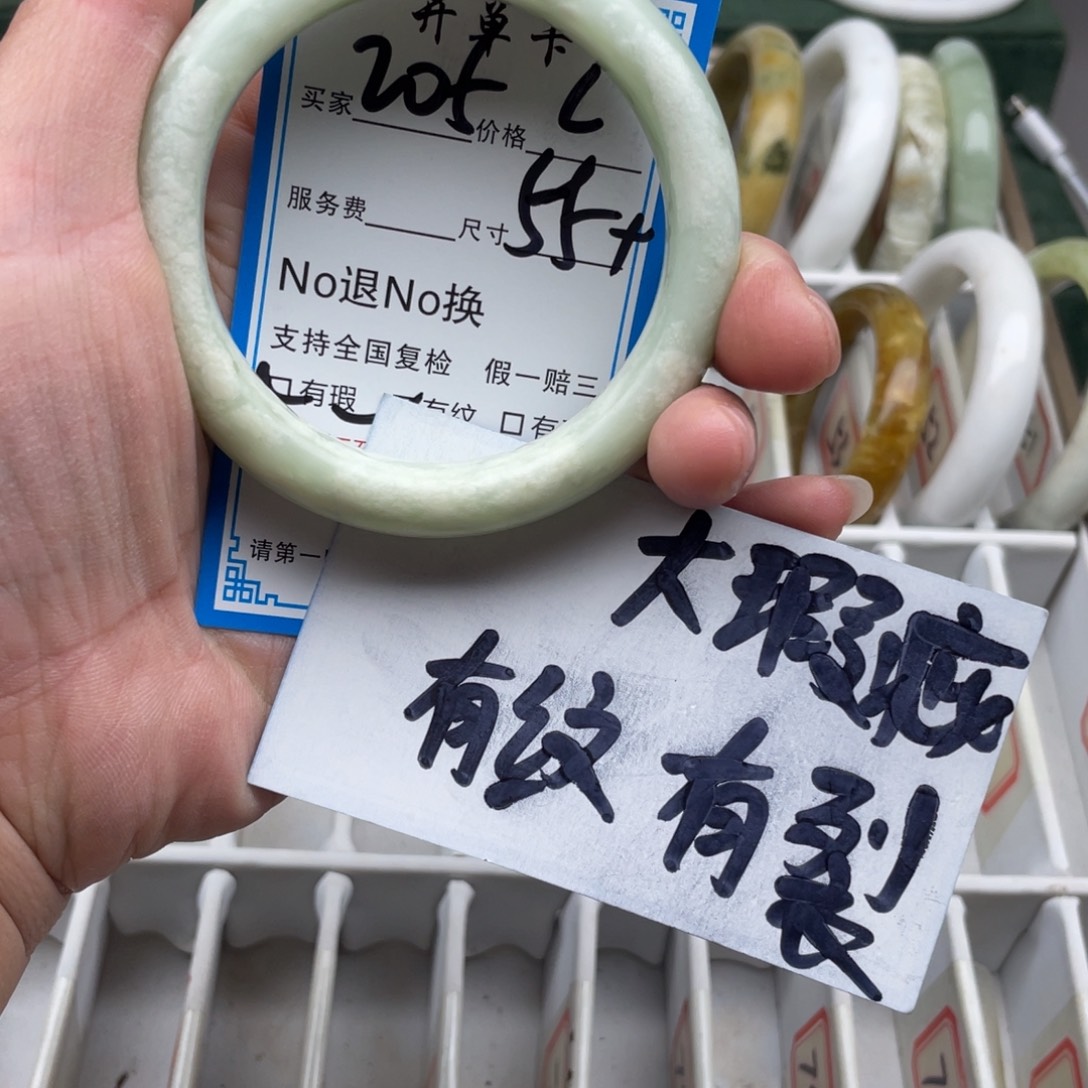 开单卡
买家 205 价格 L
服务费 尺寸 55+
No退No换
支持全国复检 假一赔三
口有瑕 有纹 口有
请第一
大瑕疵
有纹 有裂